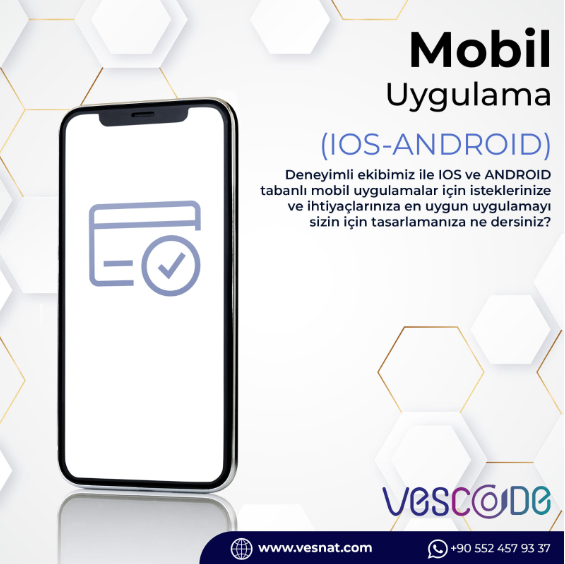 Mobil
Uygulama
(IOS-ANDROID)
Deneyimli ekibimiz ile IOS ve ANDROID
tabanlı mobil uygulamalar için isteklerinize
ve ihtiyaçlarınıza en uygun uygulamayı
sizin için tasarlamanıza ne dersiniz?
vescode
www.vesnat.com
+90 552 457 93 37